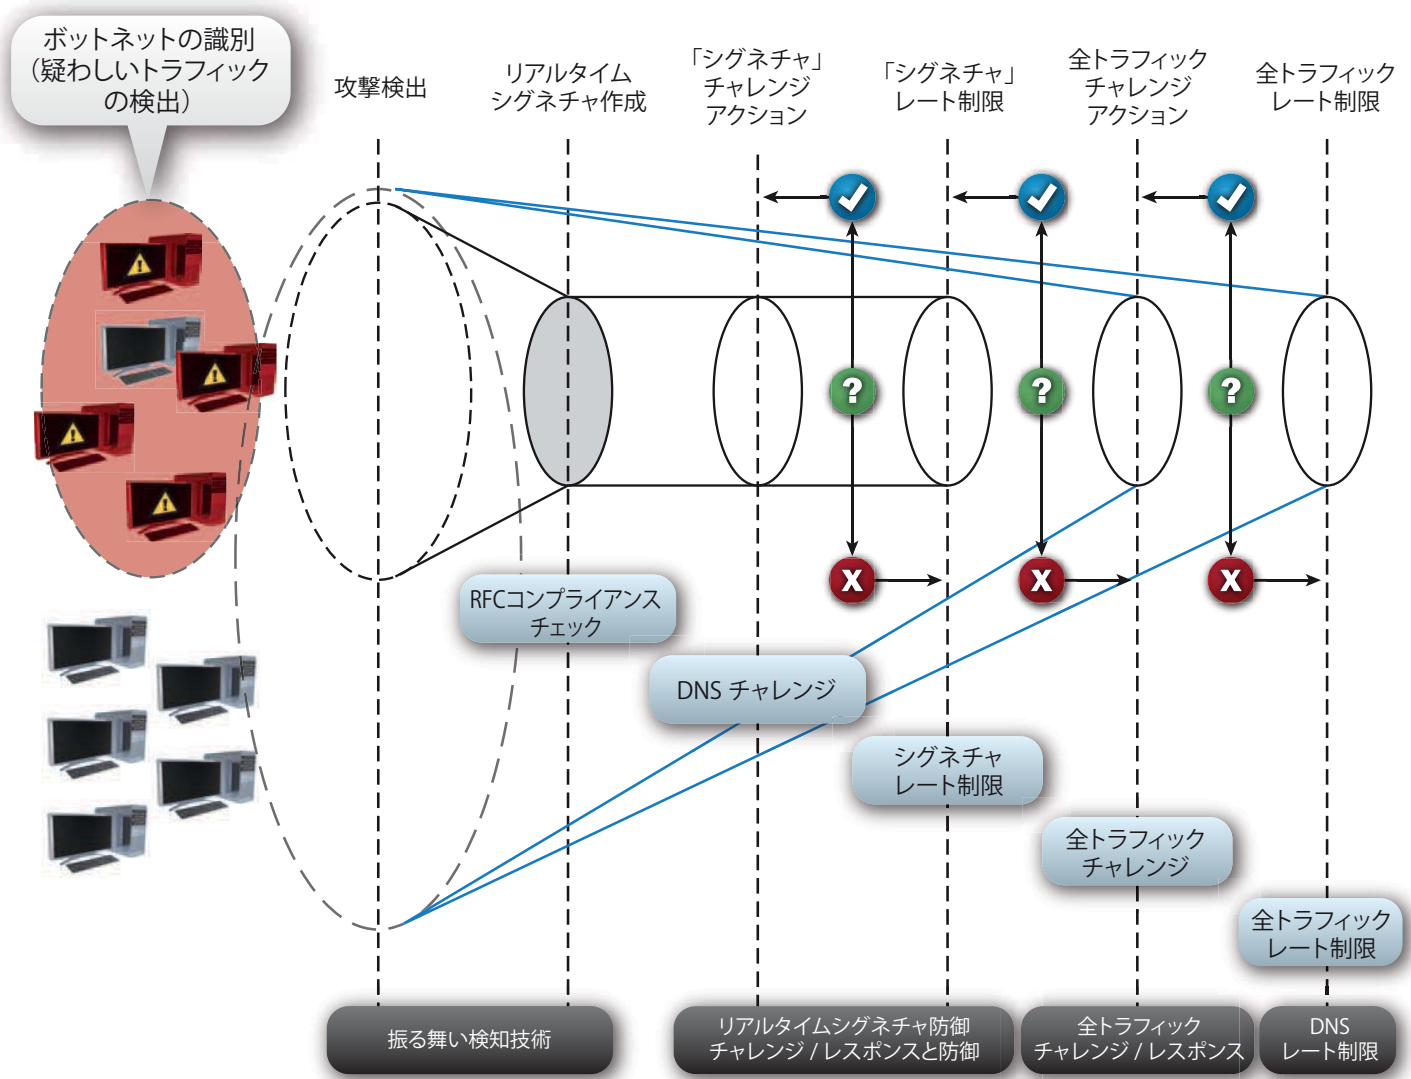 ボットネットの識別
（疑わしいトラフィック
の検出）
攻撃検出
リアルタイム
シグネチャ作成
「シグネチャ」
チャレンジ
アクション
「シグネチャ」
レート制限
全トラフィック
チャレンジ
アクション
全トラフィック
レート制限
?
?
?
X
X
X
RFCコンプライアンス
チェック
DNS チャレンジ
シグネチャ
レート制限
全トラフィック
チャレンジ
全トラフィック
レート制限
振る舞い検知技術
リアルタイムシグネチャ防御
チャレンジ / レスポンスと防御
全トラフィック
チャレンジ / レスポンス
DNS
レート制限